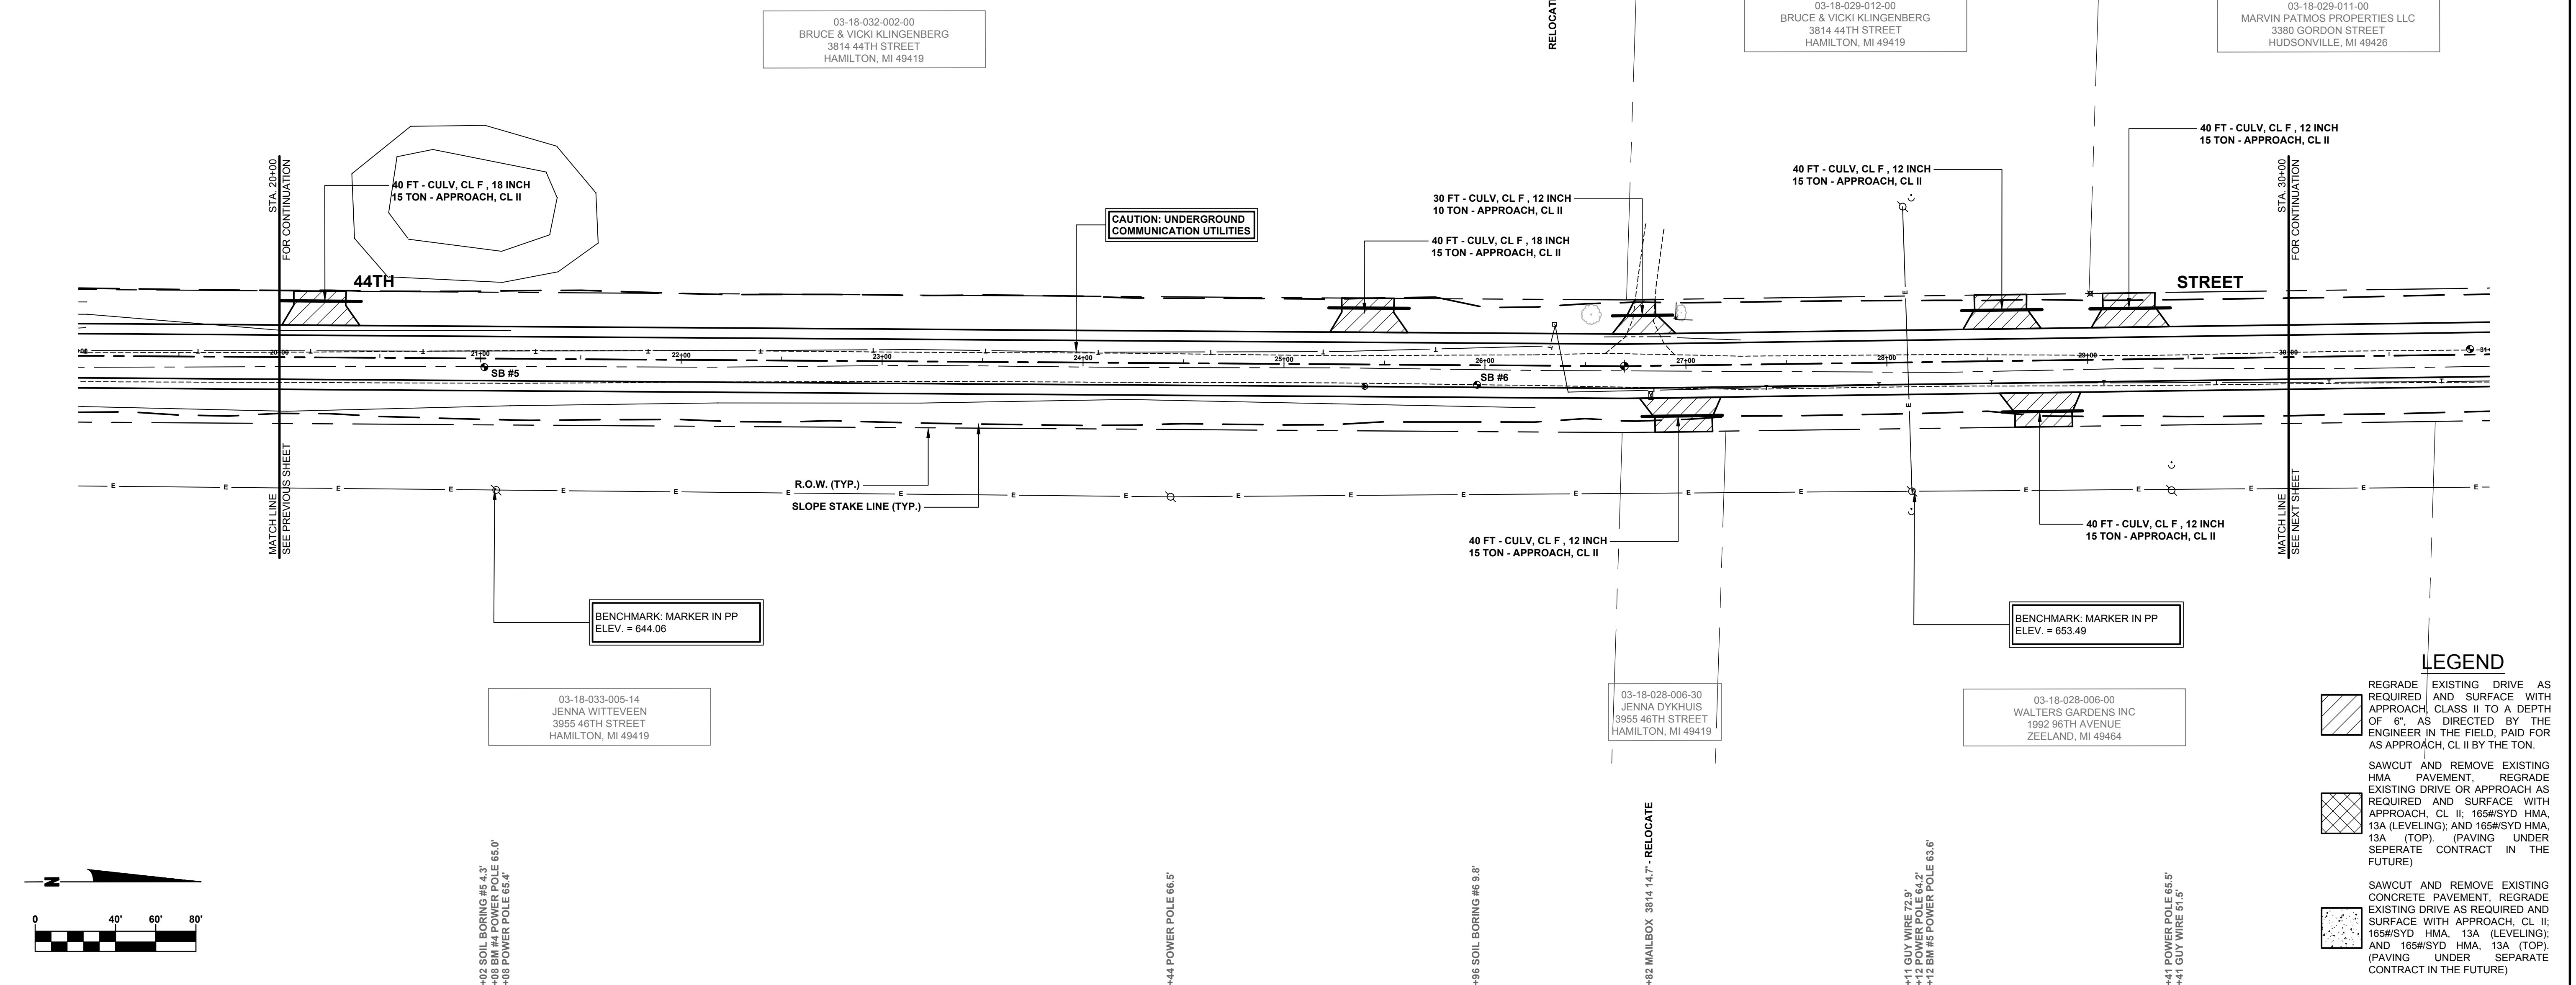 03-18-032-002-00
BRUCE & VICKI KLINGENBERG
3814 44TH STREET
HAMILTON, MI 49419
RELOCAT
03-18-029-012-00
BRUCE & VICKI KLINGENBERG
3814 44TH STREET
HAMILTON, MI 49419
03-18-029-011-00
MARVIN PATMOS PROPERTIES LLC
3380 GORDON STREET
HUDSONVILLE, MI 49426
STA. 20+00
FOR CONTINUATION
40 FT - CULV, CL F , 18 INCH
15 TON - APPROACH, CL II
CAUTION: UNDERGROUND
COMMUNICATION UTILITIES
30 FT - CULV, CL F , 12 INCH
10 TON - APPROACH, CL II
40 FT - CULV, CL F , 18 INCH
15 TON - APPROACH, CL II
40 FT - CULV, CL F , 12 INCH
15 TON - APPROACH, CL II
40 FT - CULV, CL F , 12 INCH
15 TON - APPROACH, CL II
STA. 30+00
FOR CONTINUATION
44TH
STREET
20+00
21+00
22+00
23+00
24+00
25+00
26+00
27+00
28+00
29+00
30+00
SB #5
SB #6
MATCH LINE
SEE PREVIOUS SHEET
R.O.W. (TYP.)
SLOPE STAKE LINE (TYP.)
E E E E E E E E E E E E E E E E E E E E E E
40 FT - CULV, CL F , 12 INCH
15 TON - APPROACH, CL II
40 FT - CULV, CL F , 12 INCH
15 TON - APPROACH, CL II
MATCH LINE
SEE NEXT SHEET
BENCHMARK: MARKER IN PP
ELEV. = 644.06
BENCHMARK: MARKER IN PP
ELEV. = 653.49
03-18-033-005-14
JENNA WITTEVEEN
3955 46TH STREET
HAMILTON, MI 49419
03-18-028-006-30
JENNA DYKHUIS
3955 46TH STREET
HAMILTON, MI 49419
03-18-028-006-00
WALTERS GARDENS INC
1992 96TH AVENUE
ZEELAND, MI 49464
LEGEND
REGRADE EXISTING DRIVE AS
REQUIRED AND SURFACE WITH
APPROACH, CLASS II TO A DEPTH
OF 6", AS DIRECTED BY THE
ENGINEER IN THE FIELD, PAID FOR
AS APPROACH, CL II BY THE TON.
SAWCUT AND REMOVE EXISTING
HMA PAVEMENT, REGRADE
EXISTING DRIVE OR APPROACH AS
REQUIRED AND SURFACE WITH
APPROACH, CL II; 165#/SYD HMA,
13A (LEVELING); AND 165#/SYD HMA,
13A (TOP). (PAVING UNDER
SEPERATE CONTRACT IN THE
FUTURE)
SAWCUT AND REMOVE EXISTING
CONCRETE PAVEMENT, REGRADE
EXISTING DRIVE AS REQUIRED AND
SURFACE WITH APPROACH, CL II;
165#/SYD HMA, 13A (LEVELING);
AND 165#/SYD HMA, 13A (TOP).
(PAVING UNDER SEPARATE
CONTRACT IN THE FUTURE)
N
0 40' 60' 80'
+02 SOIL BORING #5 4.3'
+08 BM #4 POWER POLE 65.0'
+08 POWER POLE 65.4'
+44 POWER POLE 66.5'
+96 SOIL BORING #6 9.8'
+82 MAILBOX 3814 14.7' - RELOCATE
+11 GUY WIRE 72.9'
+12 POWER POLE 64.2'
+12 BM #5 POWER POLE 63.6'
+41 POWER POLE 65.5'
+41 GUY WIRE 51.5'